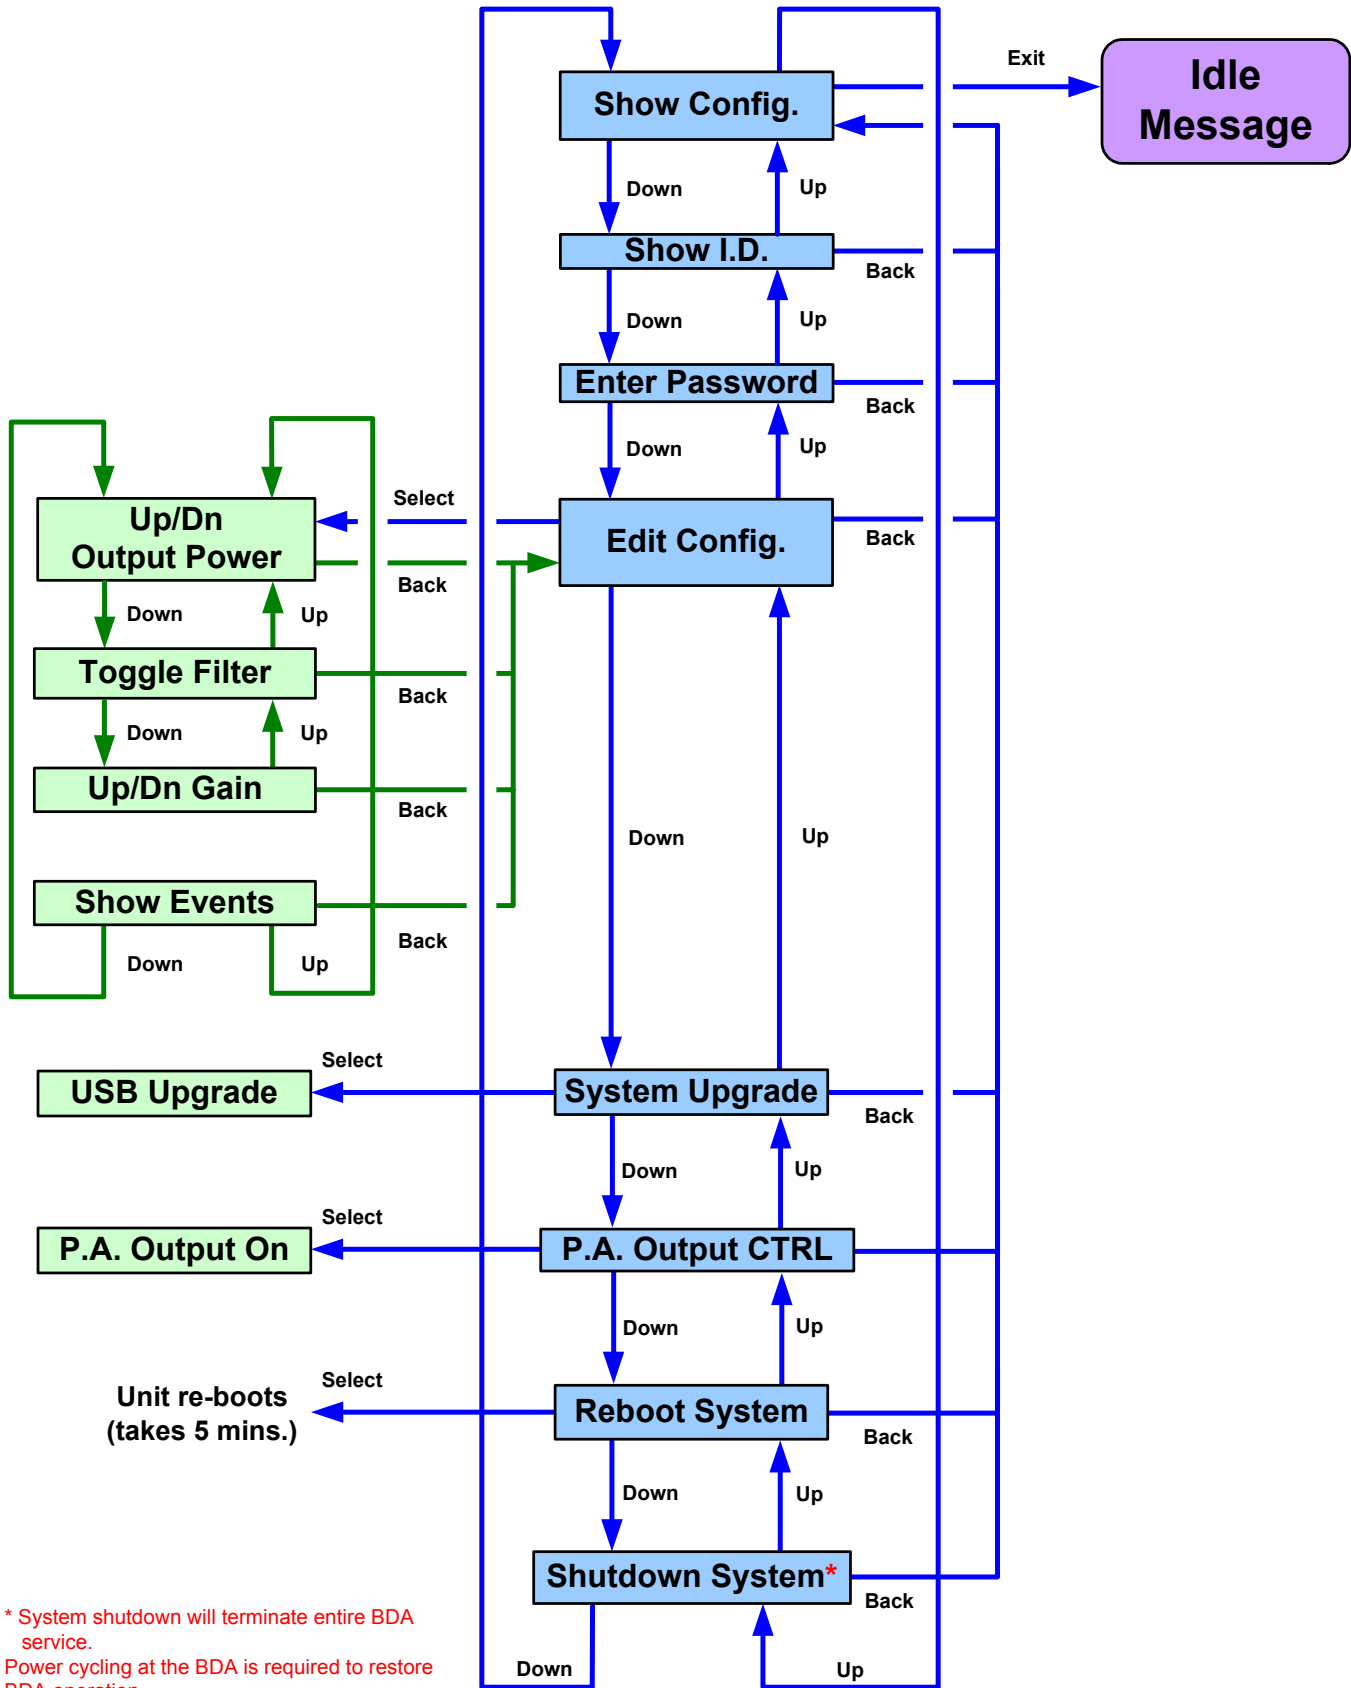 Exit
Idle
Message
Show Config.
Down
Up
Show I.D.
Back
Down
Up
Enter Password
Back
Down
Up
Select
Up/Dn
Output Power
Edit Config.
Back
Back
Down
Up
Toggle Filter
Back
Down
Up
Up/Dn Gain
Back
Down
Up
Show Events
Back
Down
Up
Select
USB Upgrade
System Upgrade
Back
Down
Up
Select
P.A. Output On
P.A. Output CTRL
Down
Up
Select
Unit re-boots
(takes 5 mins.)
Reboot System
Back
Down
Up
Shutdown System*
Back
* System shutdown will terminate entire BDA
service.
Power cycling at the BDA is required to restore
BDA operation
Down
Up